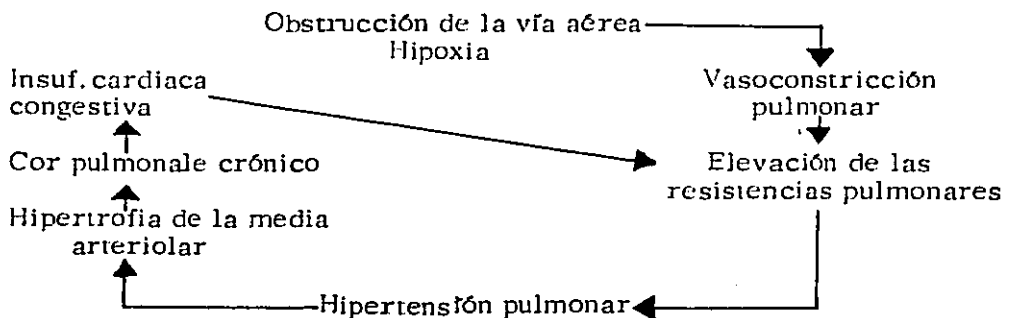 Obstrucción de la vía aérea
Hipoxia
Vasoconstricción
pulmonar
Elevación de las
resistencias pulmonares
Hipertensión pulmonar
Hipertrofia de la media
arteriolar
Cor pulmonale crónico
Insuf. cardiaca
congestiva